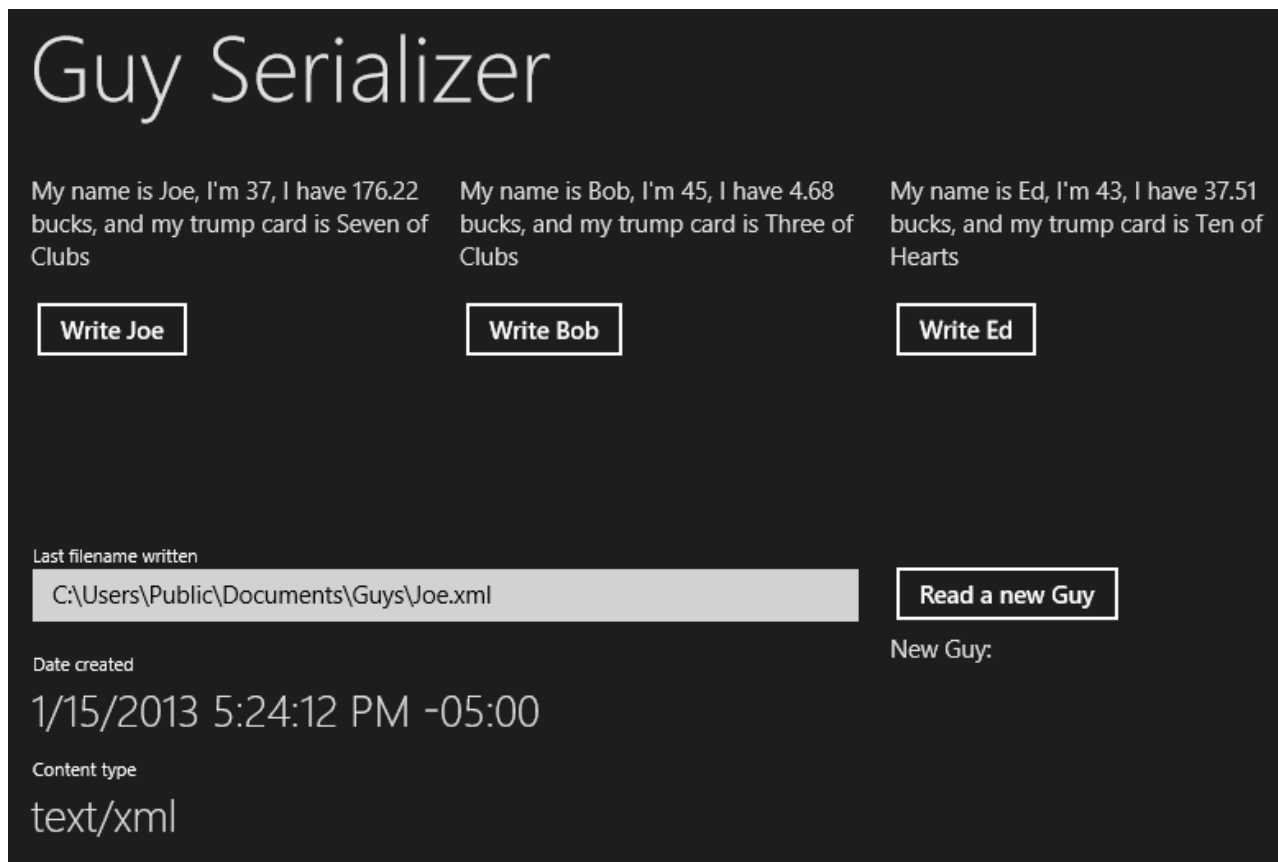 Guy Serializer
My name is Joe, I'm 37, I have 176.22
bucks, and my trump card is Seven of
Clubs
Write Joe
My name is Bob, I'm 45, I have 4.68
bucks, and my trump card is Three of
Clubs
Write Bob
My name is Ed, I'm 43, I have 37.51
bucks, and my trump card is Ten of
Hearts
Write Ed
Last filename written
C:\Users\Public\Documents\Guys\Joe.xml
Read a new Guy
New Guy:
Date created
1/15/2013 5:24:12 PM -05:00
Content type
text/xml